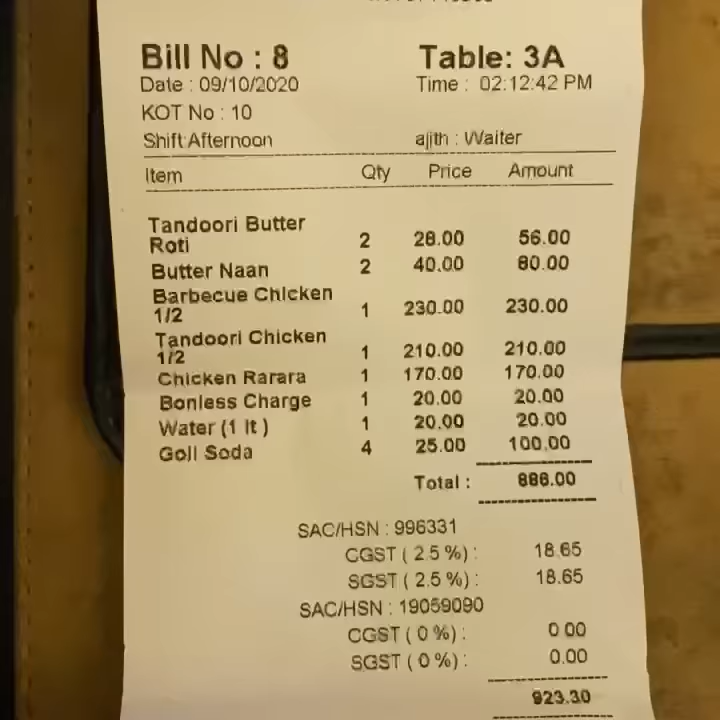 Bill No : 8 Table: 3A
Date : 09/10/2020 Time : 02:12:42 PM
KOT No : 10
Shift:Afternoon ajith : Waiter
Item Qty Price Amount
Tandoori Butter
Roti 2 28.00 56.00
Butter Naan 2 40.00 80.00
Barbecue Chicken
1/2 1 230.00 230.00
Tandoori Chicken
1/2 1 210.00 210.00
Chicken Rarara 1 170.00 170.00
Bonless Charge 1 20.00 20.00
Water (1 lt ) 1 20.00 20.00
Goli Soda 4 25.00 100.00
Total : 886.00
SAC/HSN : 996331
CGST ( 2.5 %) : 18.65
SGST ( 2.5 %) : 18.65
SAC/HSN : 19059090
CGST ( 0 %) : 0.00
SGST ( 0 %) : 0.00
923.30